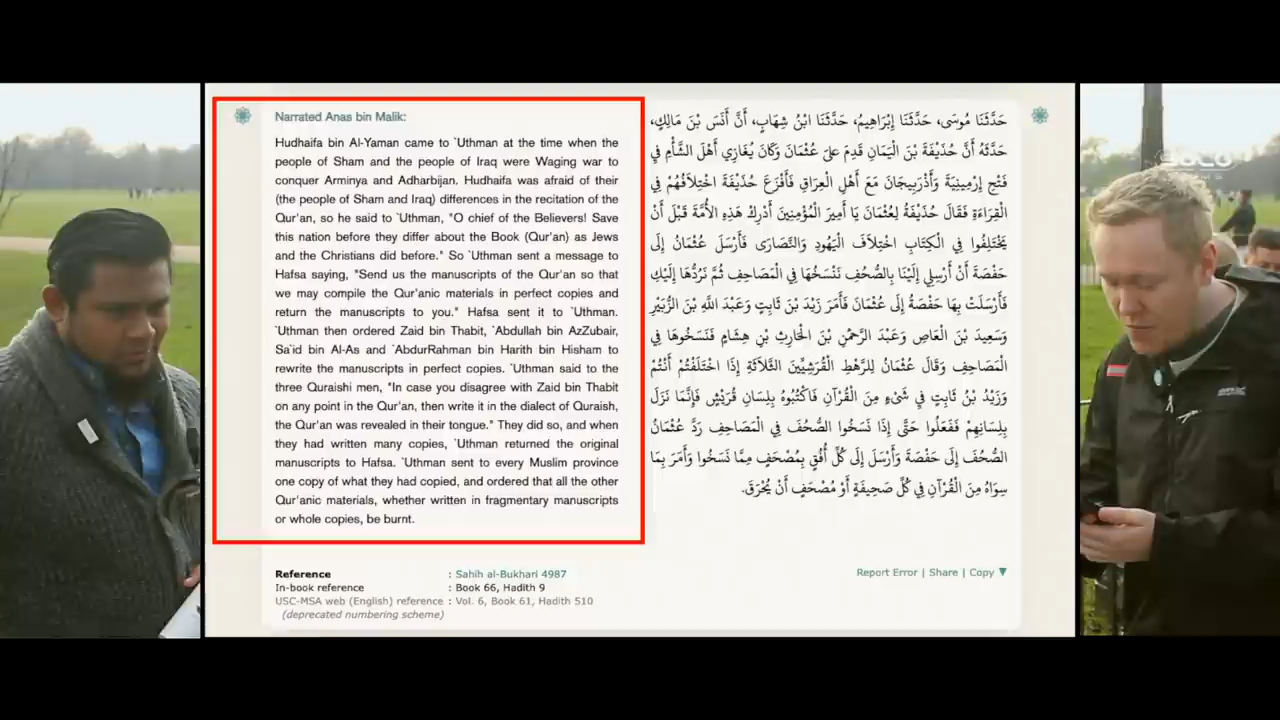 Narrated Anas bin Malik:
Hudhaifa bin Al-Yaman came to `Uthman at the time when the
people of Sham and the people of Iraq were Waging war to
conquer Arminya and Adharbijan. Hudhaifa was afraid of their
(the people of Sham and Iraq) differences in the recitation of the
Qur'an, so he said to `Uthman, "O chief of the Believers! Save
this nation before they differ about the Book (Qur'an) as Jews
and the Christians did before." So `Uthman sent a message to
Hafsa saying, "Send us the manuscripts of the Qur'an so that
we may compile the Qur'anic materials in perfect copies and
return the manuscripts to you." Hafsa sent it to `Uthman.
`Uthman then ordered Zaid bin Thabit, `Abdullah bin AzZubair,
Sa`id bin Al-As and `AbdurRahman bin Harith bin Hisham to
rewrite the manuscripts in perfect copies. `Uthman said to the
three Quraishi men, "In case you disagree with Zaid bin Thabit
on any point in the Qur'an, then write it in the dialect of Quraish,
the Qur'an was revealed in their tongue." They did so, and when
they had written many copies, `Uthman returned the original
manuscripts to Hafsa. `Uthman sent to every Muslim province
one copy of what they had copied, and ordered that all the other
Qur'anic materials, whether written in fragmentary manuscripts
or whole copies, be burnt.
حَدَّثَنَا مُوسَى، حَدَّثَنَا إِبْرَاهِيمُ، حَدَّثَنَا ابْنُ شِهَابٍ، أَنَّ أَنَسَ بْنَ مَالِكٍ،
حَدَّثَهُ أَنَّ حُذَيْفَةَ بْنَ الْيَمَانِ قَدِمَ عَلَى عُثْمَانَ وَكَانَ يُغَازِي أَهْلَ الشَّأْمِ فِي
فَتْحِ إِرْمِينِيَةَ وَأَذْرَبِيجَانَ مَعَ أَهْلِ الْعِرَاقِ فَأَفْزَعَ حُذَيْفَةَ اخْتِلاَفُهُمْ فِي
الْقِرَاءَةِ فَقَالَ حُذَيْفَةُ لِعُثْمَانَ يَا أَمِيرَ الْمُؤْمِنِينَ أَدْرِكْ هَذِهِ الأُمَّةَ قَبْلَ أَنْ
يَخْتَلِفُوا فِي الْكِتَابِ اخْتِلاَفَ الْيَهُودِ وَالنَّصَارَى فَأَرْسَلَ عُثْمَانُ إِلَى
حَفْصَةَ أَنْ أَرْسِلِي إِلَيْنَا بِالصُّحُفِ نَنْسَخُهَا فِي الْمَصَاحِفِ ثُمَّ نَرُدُّهَا إِلَيْكِ
فَأَرْسَلَتْ بِهَا حَفْصَةُ إِلَى عُثْمَانَ فَأَمَرَ زَيْدَ بْنَ ثَابِتٍ وَعَبْدَ اللَّهِ بْنَ الزُّبَيْرِ
وَسَعِيدَ بْنَ الْعَاصِ وَعَبْدَ الرَّحْمَنِ بْنَ الْحَارِثِ بْنِ هِشَامٍ فَنَسَخُوهَا فِي
الْمَصَاحِفِ وَقَالَ عُثْمَانُ لِلرَّهْطِ الْقُرَشِيِّينَ الثَّلاَثَةِ إِذَا اخْتَلَفْتُمْ أَنْتُمْ
وَزَيْدُ بْنُ ثَابِتٍ فِي شَىْءٍ مِنَ الْقُرْآنِ فَاكْتُبُوهُ بِلِسَانِ قُرَيْشٍ فَإِنَّمَا نَزَلَ
بِلِسَانِهِمْ فَفَعَلُوا حَتَّى إِذَا نَسَخُوا الصُّحُفَ فِي الْمَصَاحِفِ رَدَّ عُثْمَانُ
الصُّحُفَ إِلَى حَفْصَةَ وَأَرْسَلَ إِلَى كُلِّ أُفُقٍ بِمُصْحَفٍ مِمَّا نَسَخُوا وَأَمَرَ بِمَا
سِوَاهُ مِنَ الْقُرْآنِ فِي كُلِّ صَحِيفَةٍ أَوْ مُصْحَفٍ أَنْ يُحْرَقَ.
Reference : Sahih al-Bukhari 4987
In-book reference : Book 66, Hadith 9
USC-MSA web (English) reference : Vol. 6, Book 61, Hadith 510
(deprecated numbering scheme)
Report Error | Share | Copy ▼